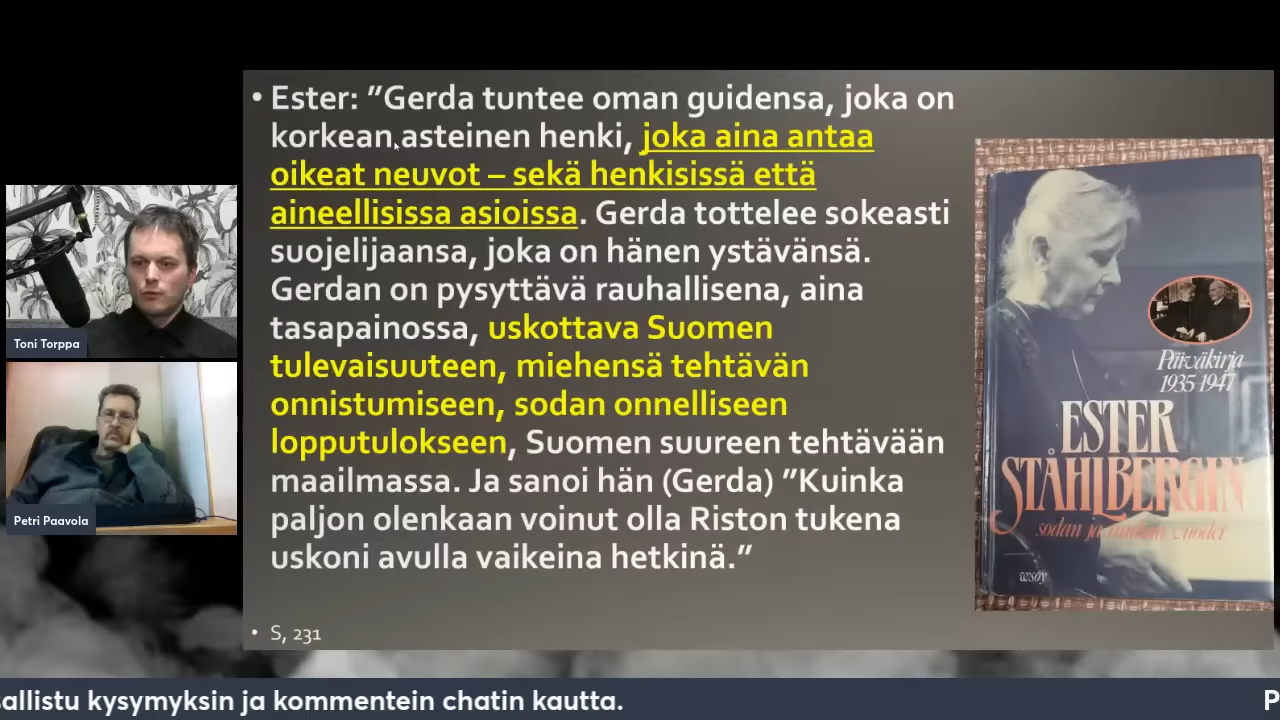 • Ester: ”Gerda tuntee oman guidensa, joka on
korkean asteinen henki, joka aina antaa
oikeat neuvot – sekä henkisissä että
aineellisissa asioissa. Gerda tottelee sokeasti
suojelijaansa, joka on hänen ystävänsä.
Gerdan on pysyttävä rauhallisena, aina
tasapainossa, uskottava Suomen
tulevaisuuteen, miehensä tehtävän
onnistumiseen, sodan onnelliseen
lopputulokseen, Suomen suureen tehtävään
maailmassa. Ja sanoi hän (Gerda) ”Kuinka
paljon olenkaan voinut olla Riston tukena
uskoni avulla vaikeina hetkinä.”
• S, 231
Päiväkirja
1935-1947
ESTER
STÅHLBERGIN
sodan ja vuodet
wsoy
Toni Torppa
Petri Paavola
sallistu kysymyksin ja kommentein chatin kautta.
P